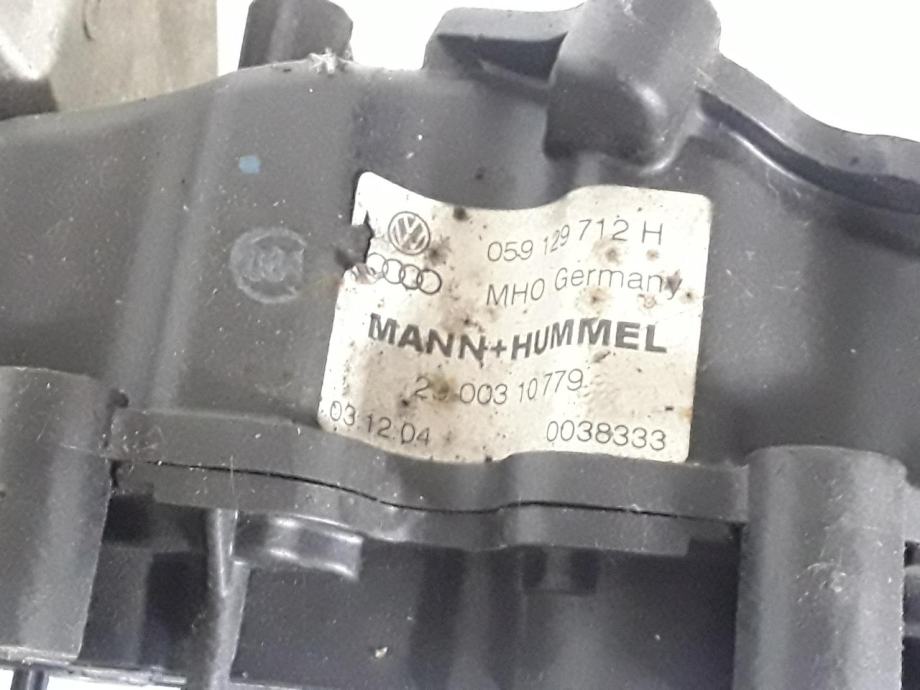 059 129 712 H
MHO Germany
MANN+HUMMEL
003 10779
03.12.04 0038333